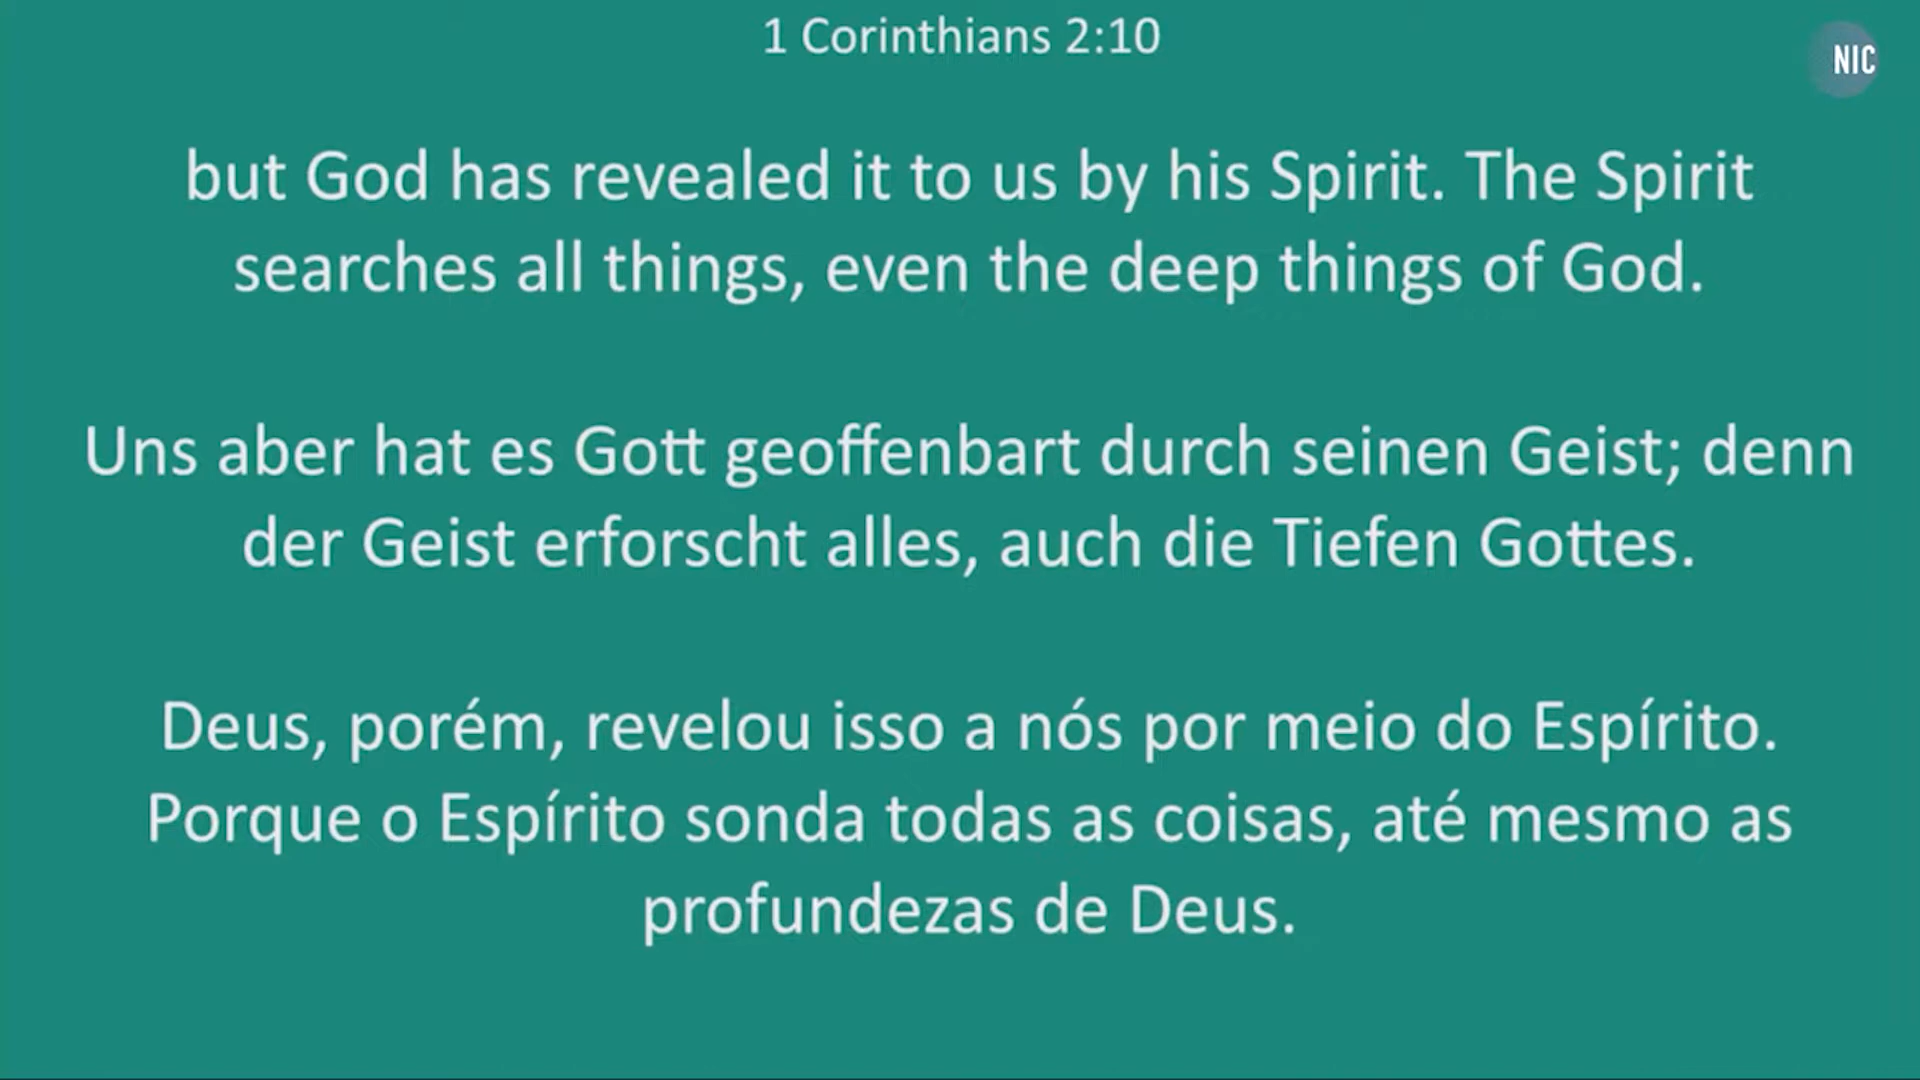 1 Corinthians 2:10
NIC
but God has revealed it to us by his Spirit. The Spirit
searches all things, even the deep things of God.
Uns aber hat es Gott geoffenbart durch seinen Geist; denn
der Geist erforscht alles, auch die Tiefen Gottes.
Deus, porém, revelou isso a nós por meio do Espírito.
Porque o Espírito sonda todas as coisas, até mesmo as
profundezas de Deus.